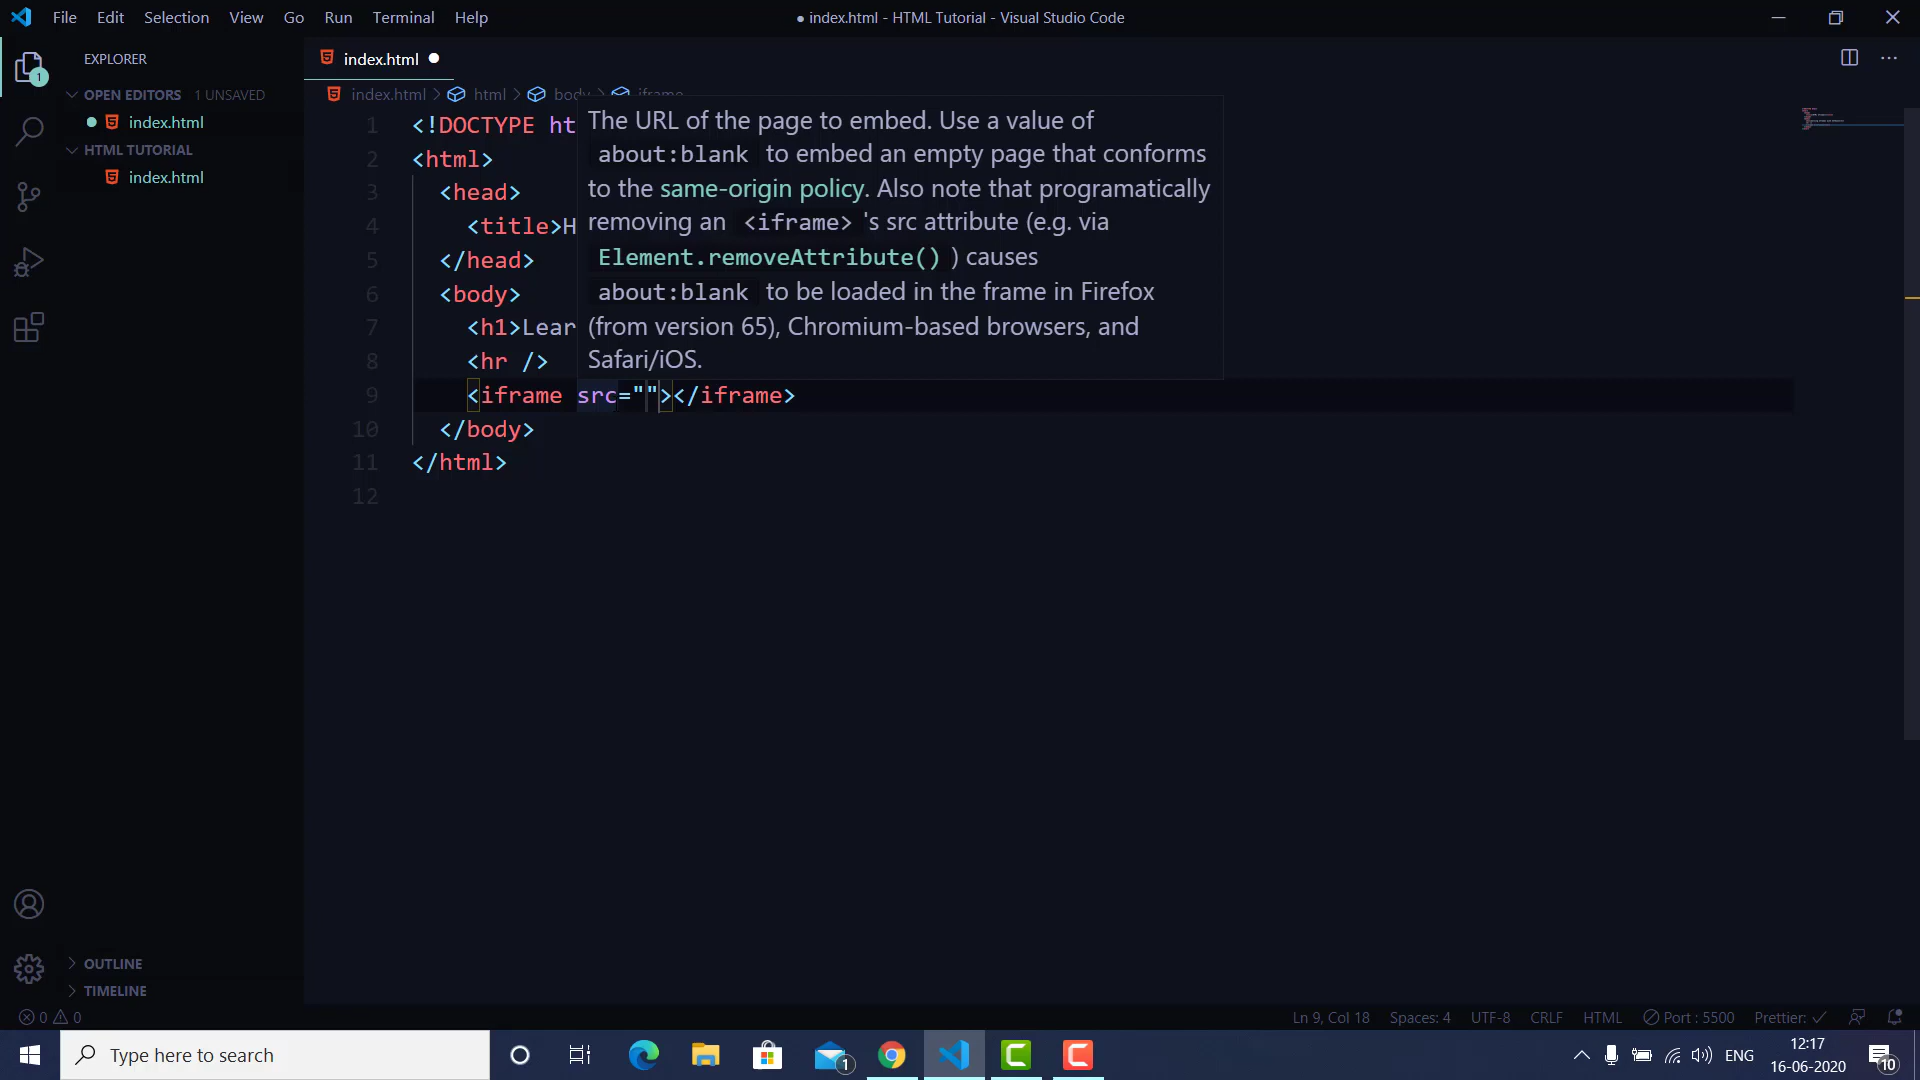 File Edit Selection View Go Run Terminal Help
● index.html - HTML Tutorial - Visual Studio Code
EXPLORER
OPEN EDITORS 1 UNSAVED
index.html
HTML TUTORIAL
index.html
OUTLINE
TIMELINE
1
index.html
index.html > html > body > iframe
1 <!DOCTYPE ht
2 <html>
3 <head>
4 <title>H
5 </head>
6 <body>
7 <h1>Lear
8 <hr />
9 <iframe src=""></iframe>
10 </body>
11 </html>
12
The URL of the page to embed. Use a value of
about:blank to embed an empty page that conforms
to the same-origin policy. Also note that programatically
removing an <iframe> 's src attribute (e.g. via
Element.removeAttribute() ) causes
about:blank to be loaded in the frame in Firefox
(from version 65), Chromium-based browsers, and
Safari/iOS.
0 0
Ln 9, Col 18 Spaces: 4 UTF-8 CRLF HTML Port : 5500 Prettier: ✓
Type here to search
1
ENG
12:17
16-06-2020
10